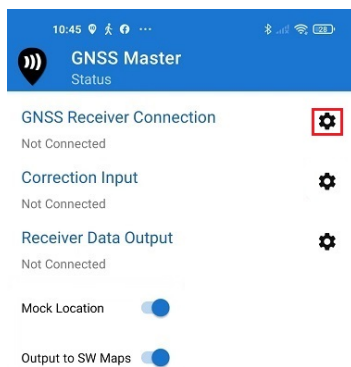 10:45
28
GNSS Master
Status
GNSS Receiver Connection
Not Connected
Correction Input
Not Connected
Receiver Data Output
Not Connected
Mock Location
Output to SW Maps